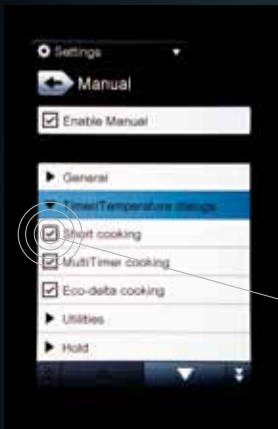 Settings
Manual
Enable Manual
General
Timer/Temperature dialogs
Short cooking
MultiTimer cooking
Eco-delta cooking
Utilities
Hold